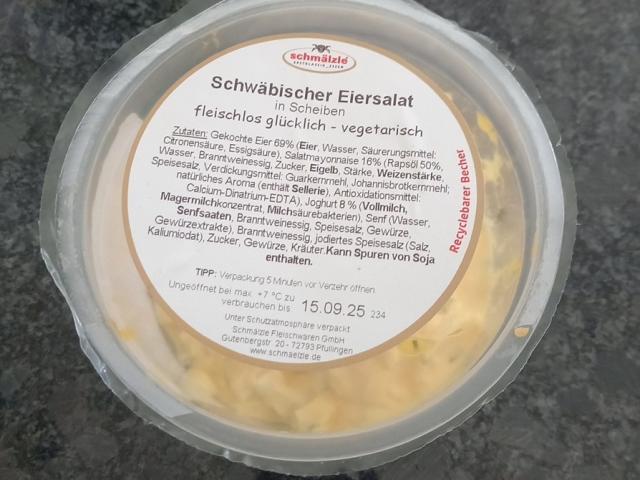 schmälzle
Schwäbischer Eiersalat
in Scheiben
fleischlos glücklich - vegetarisch
Zutaten: Gekochte Eier 69% (Eier, Wasser, Säurerungsmittel:
Citronensäure, Essigsäure), Salatmayonnaise 16% (Rapsöl 50%,
Wasser, Branntweinessig, Zucker, Eigelb, Stärke, Weizenstärke,
Speisesalz, Verdickungsmittel: Guarkernmehl, Johannisbrotkernmehl;
natürliches Aroma (enthält Sellerie), Antioxidationsmittel:
Calcium-Dinatrium-EDTA), Joghurt 8 % (Vollmilch,
Magermilchkonzentrat, Milchsäurebakterien), Senf (Wasser,
Senfsaaten, Branntweinessig, Speisesalz, Gewürze,
Gewürzextrakte), Branntweinessig, jodiertes Speisesalz (Salz,
Kaliumiodat), Zucker, Gewürze, Kräuter.Kann Spuren von Soja
enthalten.
TIPP: Verpackung 5 Minuten vor Verzehr öffnen.
Ungeöffnet bei max. +7 °C zu
verbrauchen bis 15.09.25 234
Unter Schutzatmosphäre verpackt
Schmälzle Fleischwaren GmbH
Gutenbergstr. 20 - 72793 Pfullingen
www.schmaelzle.de
Recyclebarer Becher